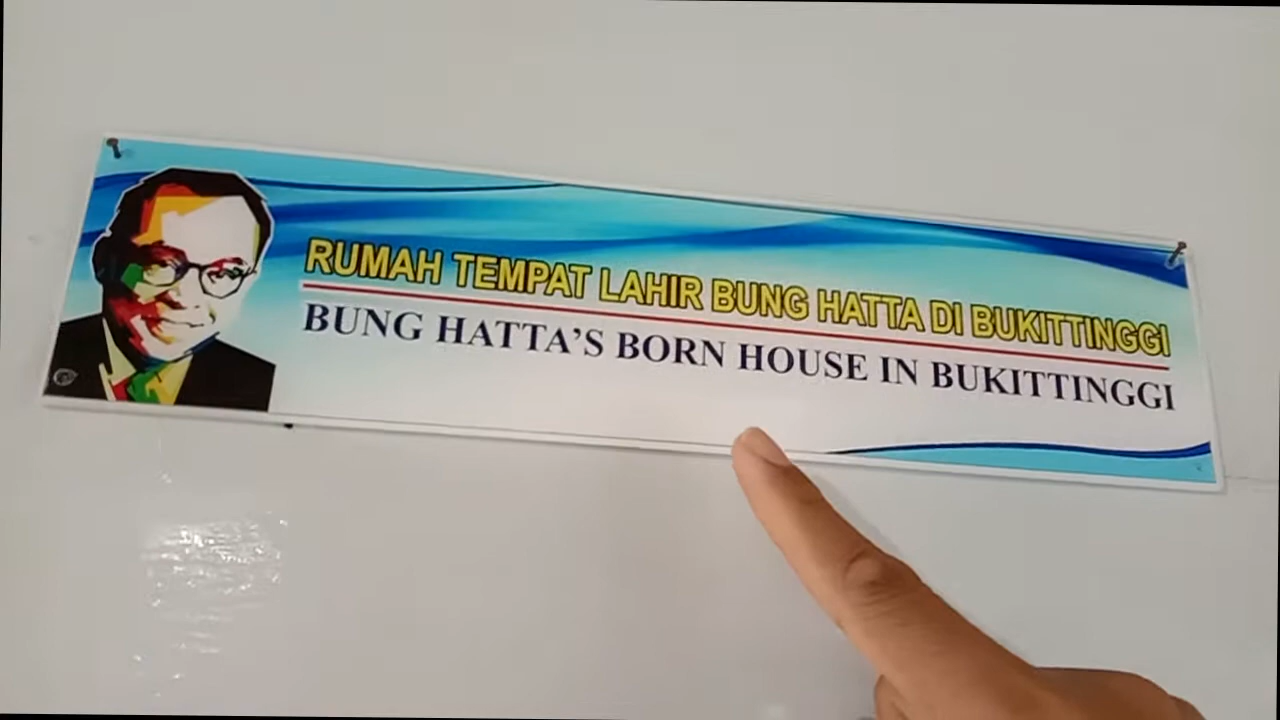 RUMAH TEMPAT LAHIR BUNG HATTA DI BUKITTINGGI
BUNG HATTA'S BORN HOUSE IN BUKITTINGGI